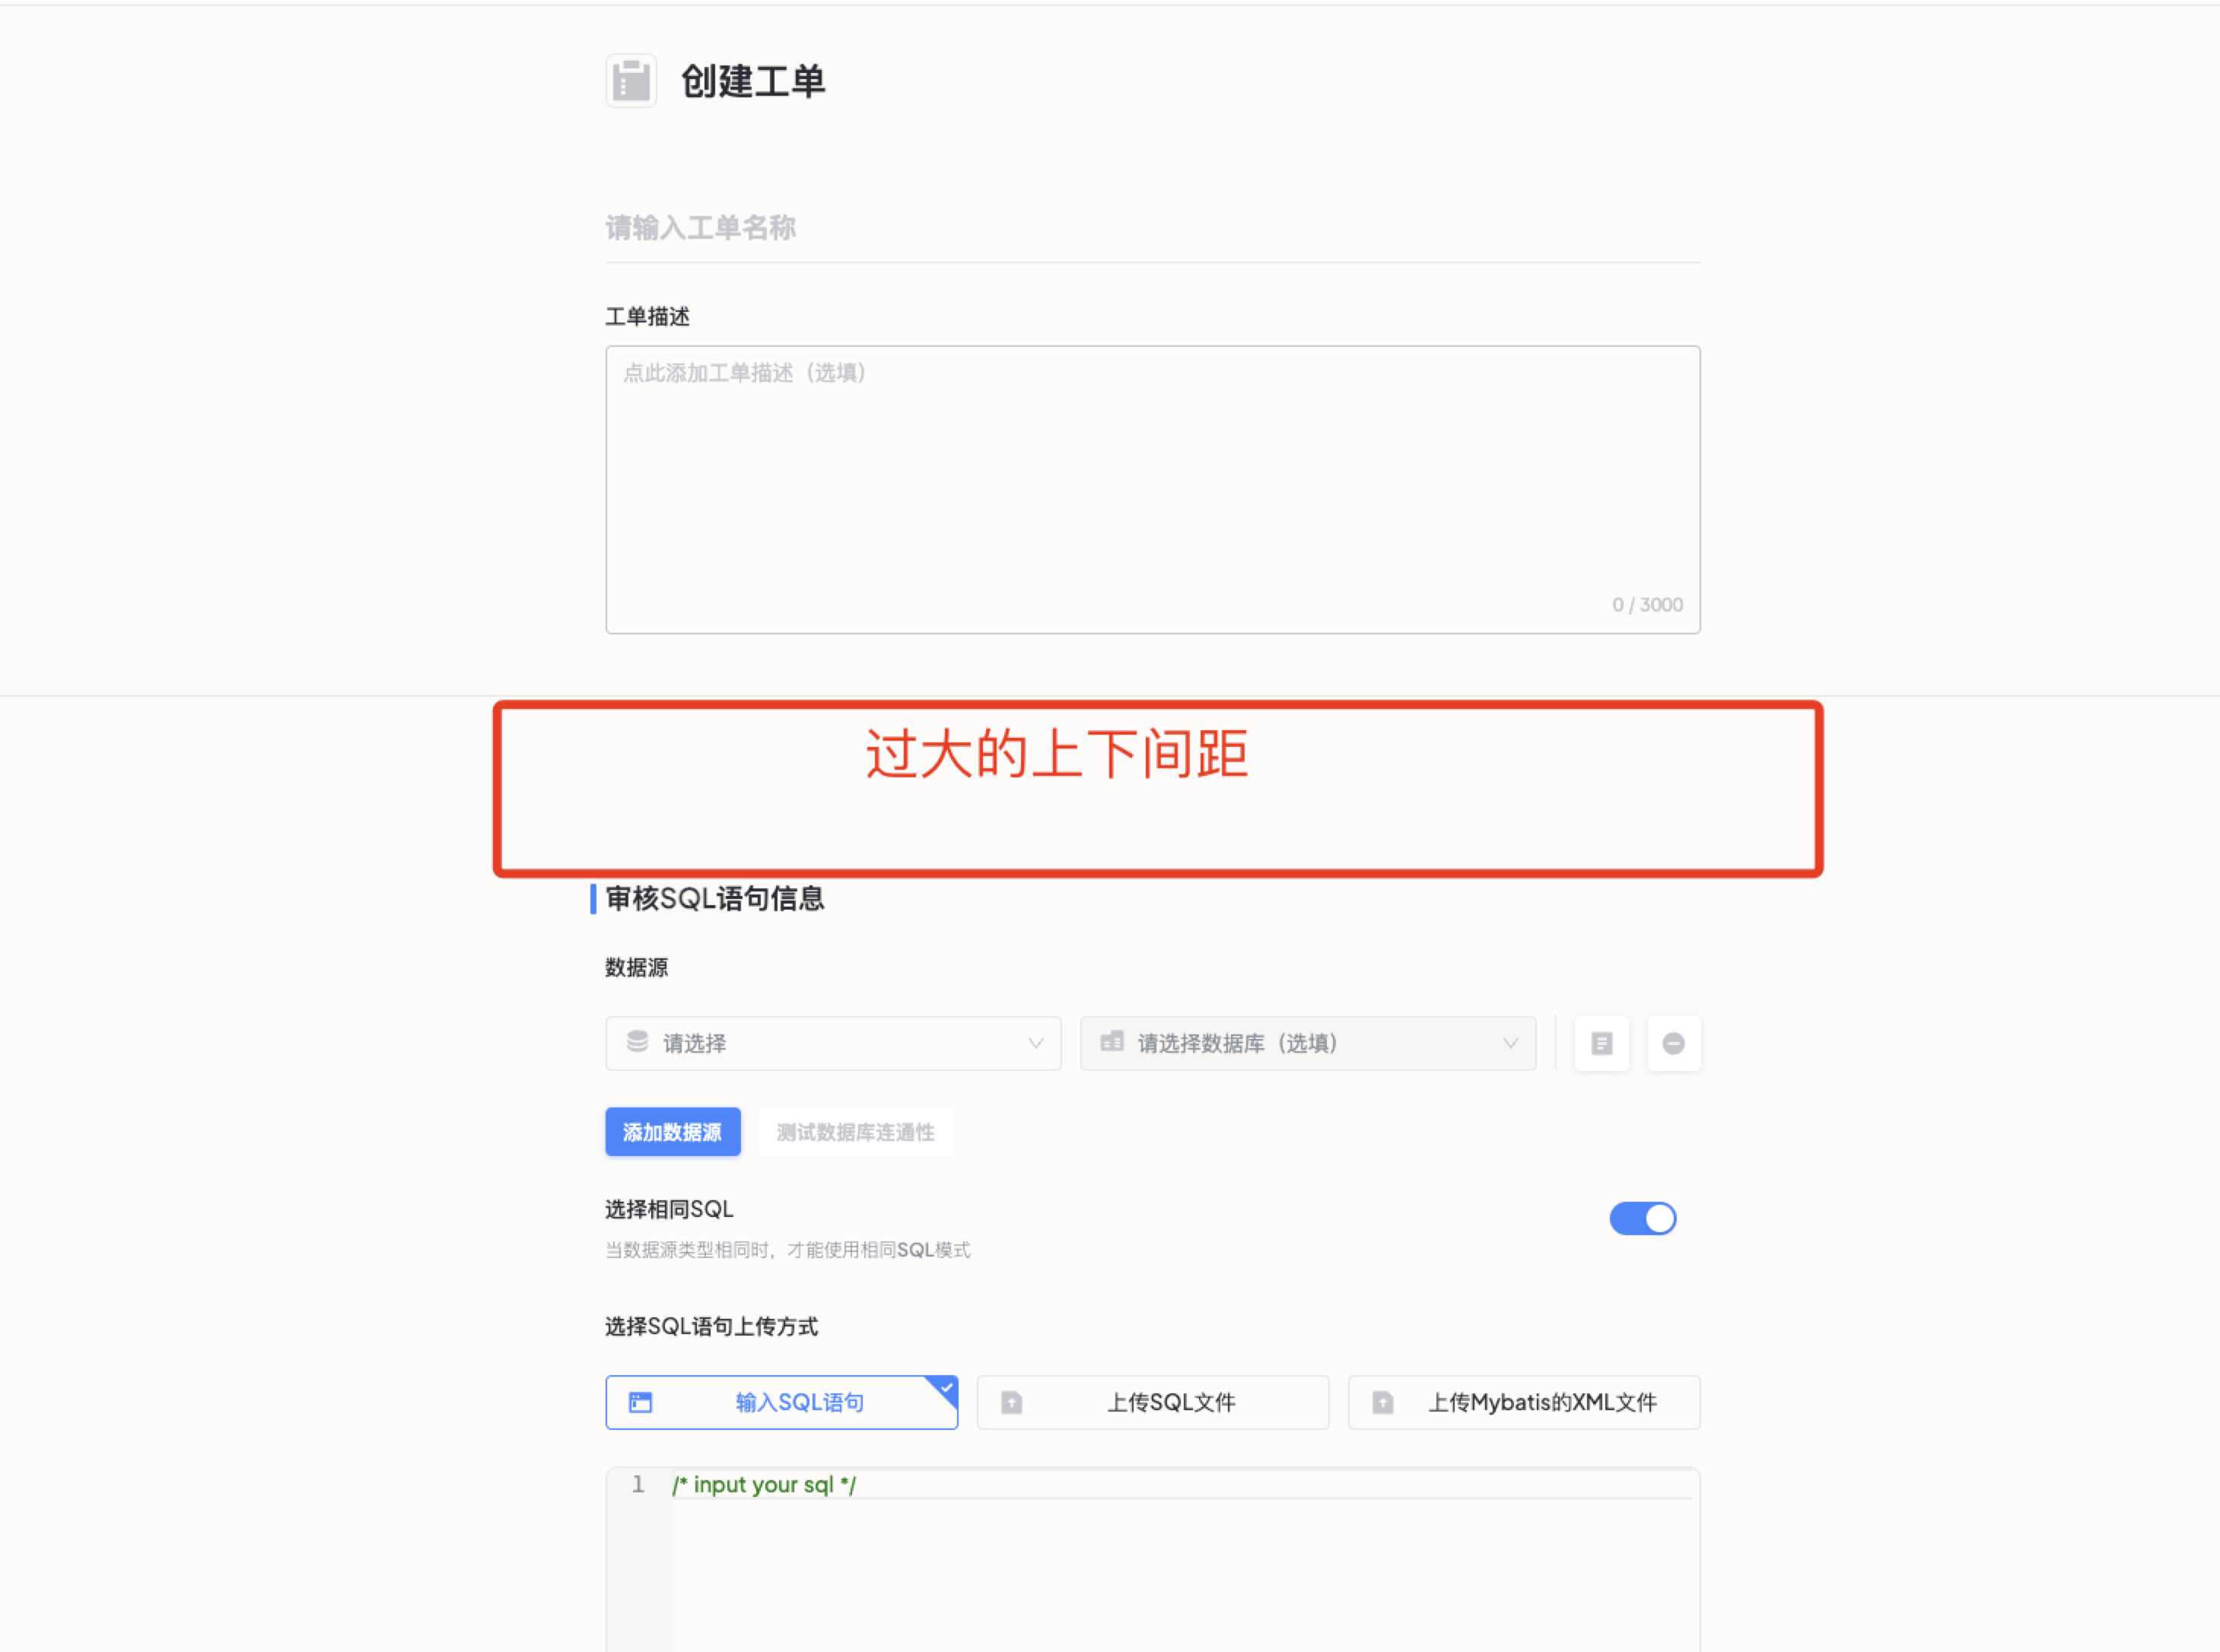 创建工单
请输入工单名称
工单描述
点此添加工单描述（选填）
0 / 3000
过大的上下间距
审核SQL语句信息
数据源
请选择
请选择数据库（选填）
添加数据源
测试数据库连通性
选择相同SQL
当数据源类型相同时，才能使用相同SQL模式
选择SQL语句上传方式
输入SQL语句
上传SQL文件
上传Mybatis的XML文件
1 /* input your sql */